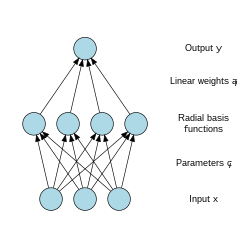 Output y
Linear weights
Radial basis
functions
Parameters
Input x